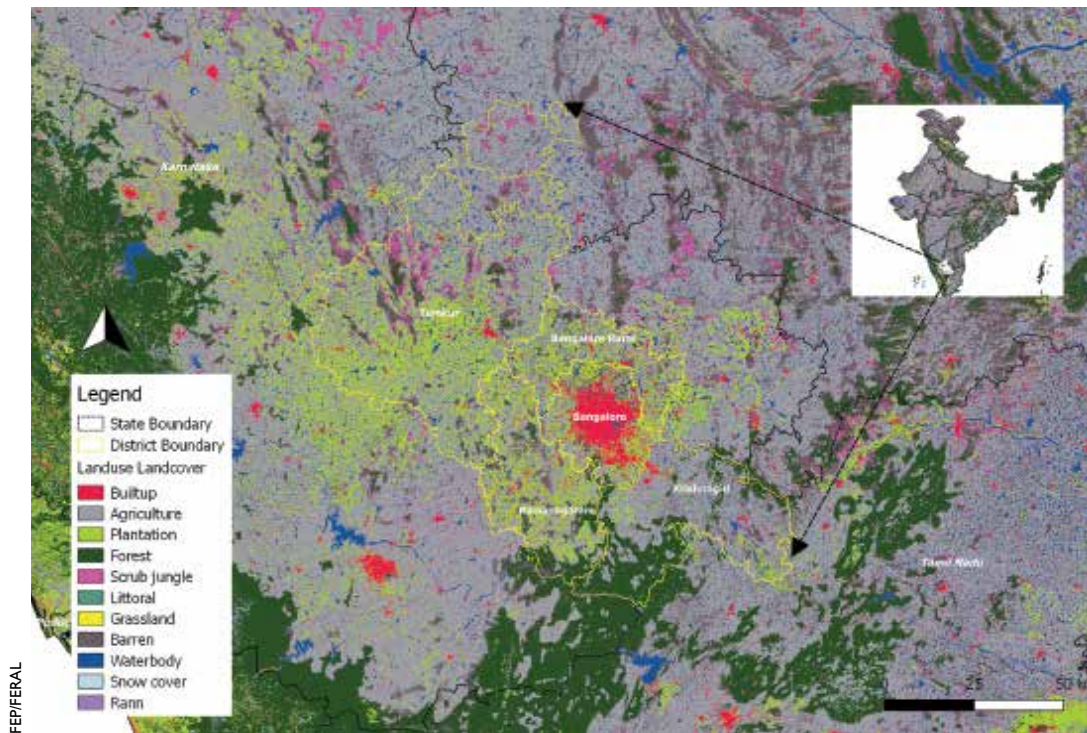 Karnataka
Tumkur
Bangalore Rural
Bangalore
Krishnagiri
Tamil Nadu
Legend
State Boundary
District Boundary
Landuse Landcover
Builtup
Agriculture
Plantation
Forest
Scrub jungle
Littoral
Grassland
Barren
Waterbody
Snow cover
Rann
0 25 50
FEP/FERAL